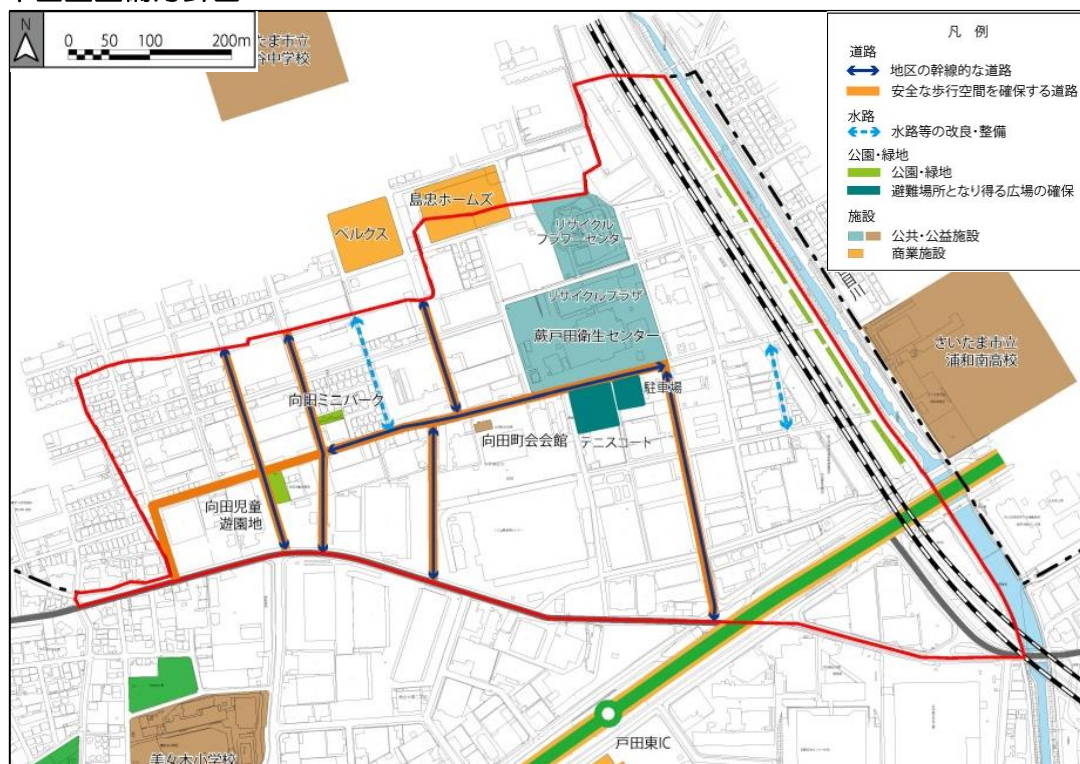 N
0 50 100 200m
たま市立
谷中学校
凡 例
道路
地区の幹線的な道路
安全な歩行空間を確保する道路
水路
水路等の改良・整備
公園・緑地
公園・緑地
避難場所となり得る広場の確保
施設
公共・公益施設
商業施設
島忠ホームズ
ベルクス
リサイクル
フラワーセンター
リサイクルプラザ
蕨戸田衛生センター
さいたま市立
浦和南高校
駐車場
向田ミニパーク
向田町会会館
テニスコート
向田児童
遊園地
戸田東IC
美女木小学校